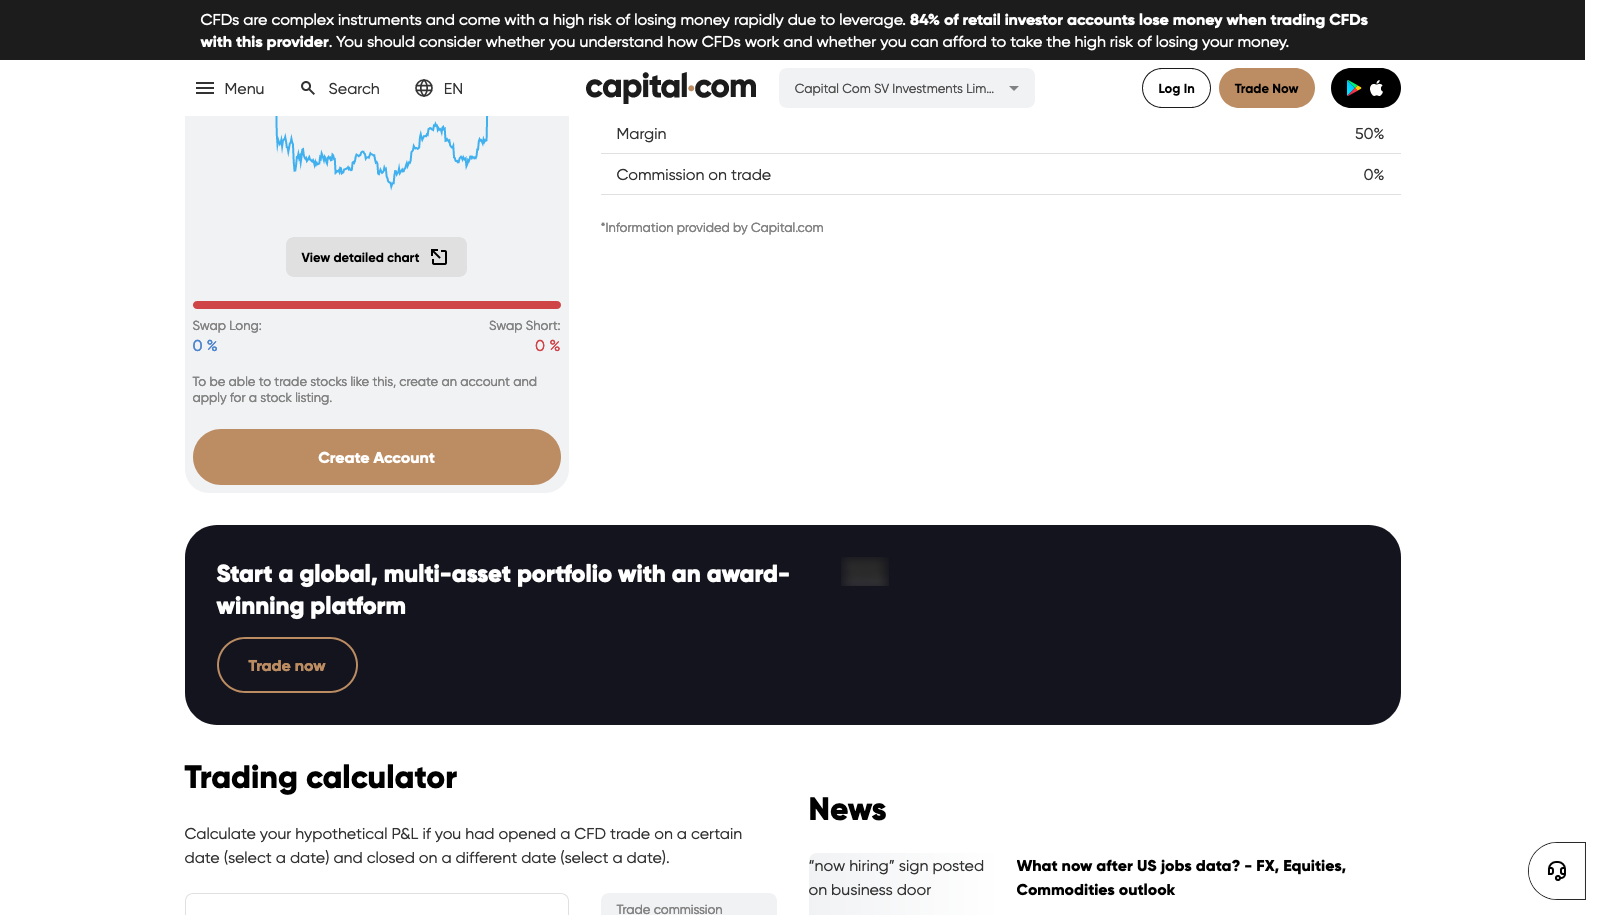 CFDs are complex instruments and come with a high risk of losing money rapidly due to leverage. 84% of retail investor accounts lose money when trading CFDs
with this provider. You should consider whether you understand how CFDs work and whether you can afford to take the high risk of losing your money.
Menu
Search
EN
capital.com
Capital Com SV Investments Lim...
Log In
Trade Now
Margin
50%
Commission on trade
0%
*Information provided by Capital.com
View detailed chart
Swap Long:
Swap Short:
0 %
0 %
To be able to trade stocks like this, create an account and
apply for a stock listing.
Create Account
Start a global, multi-asset portfolio with an award-
winning platform
Trade now
Trading calculator
Calculate your hypothetical P&L if you had opened a CFD trade on a certain
date (select a date) and closed on a different date (select a date).
Trade commission
News
“now hiring” sign posted
on business door
What now after US jobs data? - FX, Equities,
Commodities outlook